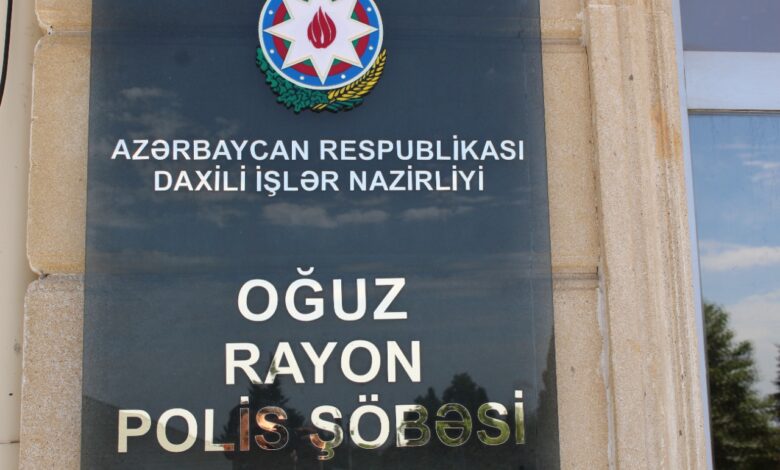 AZƏRBAYCAN RESPUBLİKASI
DAXİLİ İŞLƏR NAZİRLİYİ
OĞUZ
RAYON
POLİS ŞÖBƏSİ